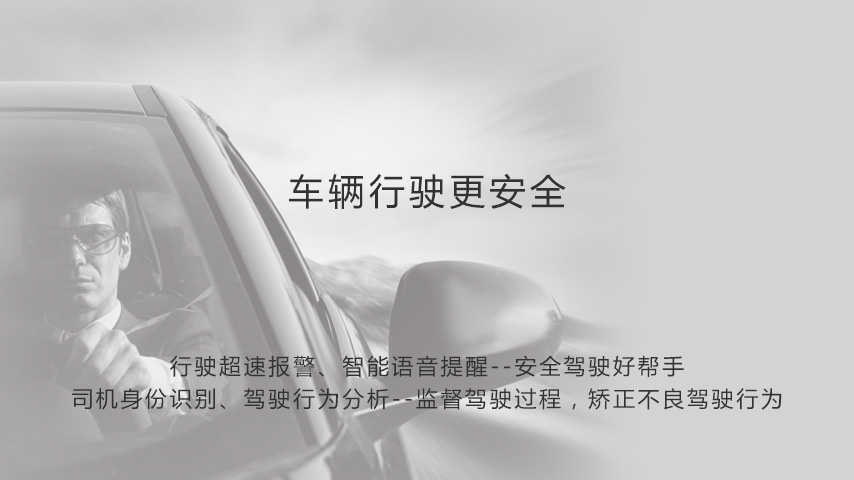 车辆行驶更安全
行驶超速报警、智能语音提醒--安全驾驶好帮手
司机身份识别、驾驶行为分析--监督驾驶过程，矫正不良驾驶行为